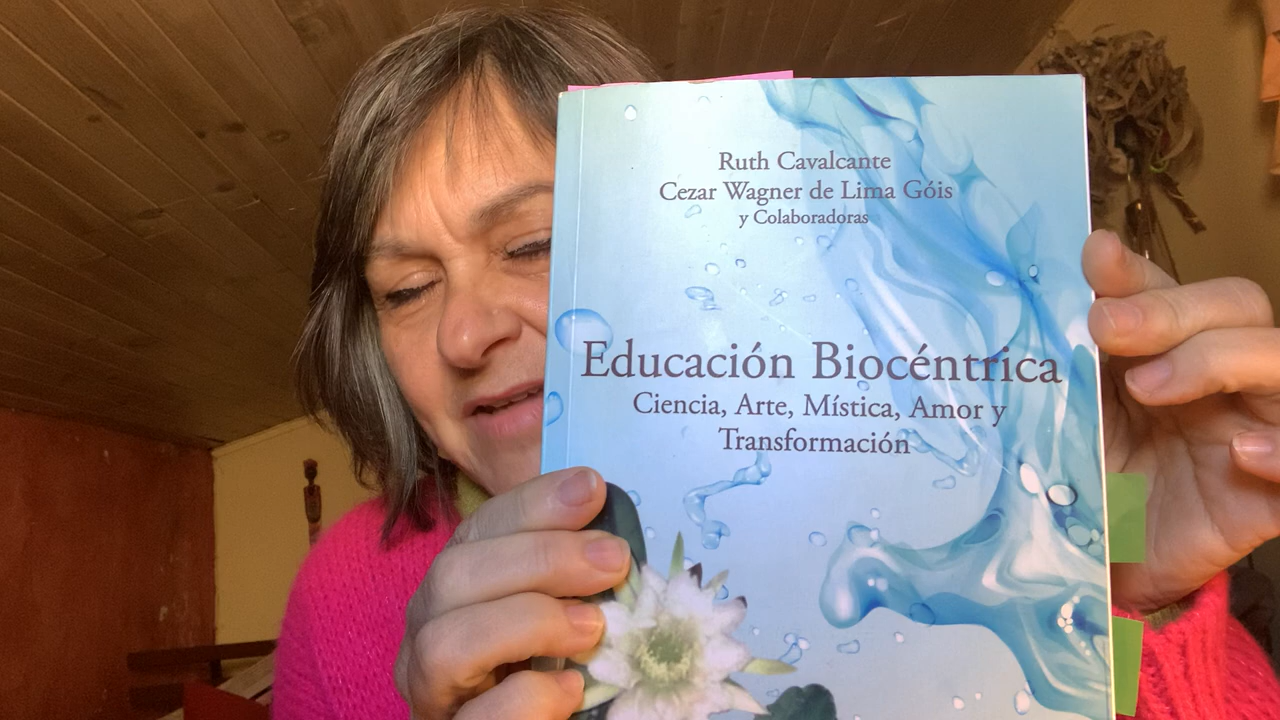 Ruth Cavalcante
Cezar Wagner de Lima Góis
y Colaboradoras
Educación Biocéntrica
Ciencia, Arte, Mística, Amor y
Transformación